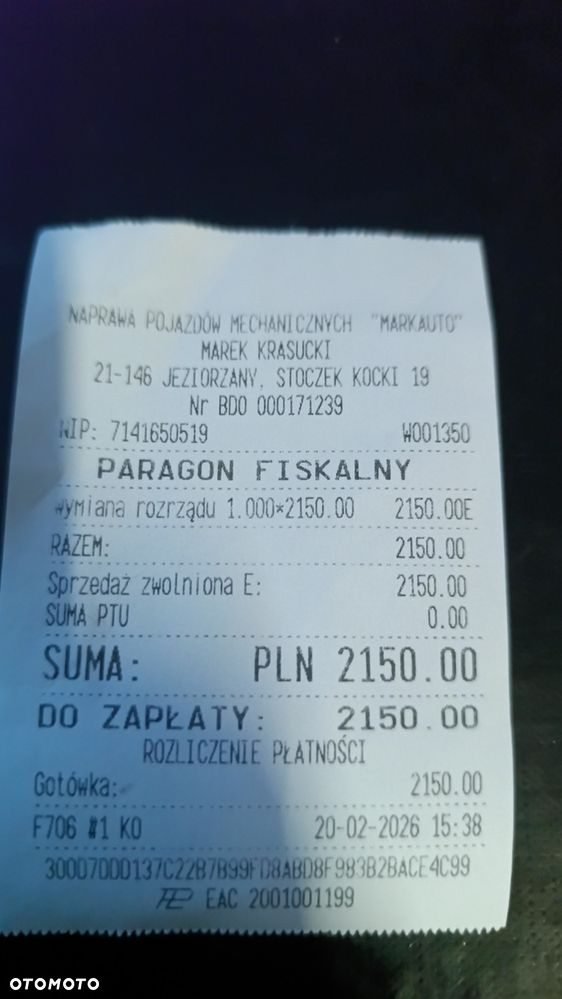 NAPRAWA POJAZDÓW MECHANICZNYCH "MARKAUTO"
MAREK KRASUCKI
21-146 JEZIORZANY, STOCZEK KOCKI 19
Nr BDO 000171239
NIP: 7141650519 W001350
PARAGON FISKALNY
wymiana rozrządu 1.000*2150.00 2150.00E
RAZEM: 2150.00
Sprzedaż zwolniona E: 2150.00
SUMA PTU 0.00
SUMA: PLN 2150.00
DO ZAPŁATY: 2150.00
ROZLICZENIE PŁATNOŚCI
Gotówka: 2150.00
F706 #1 KO 20-02-2026 15:38
300D7DDD137C22B7B99FD8ABD8F983B2BACE4C99
EAC 2001001199
OTOMOTO